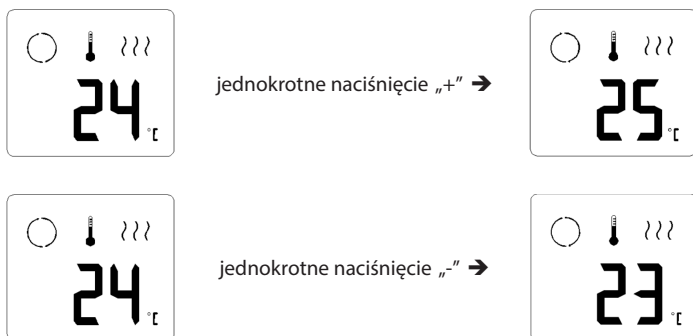 24 °C
jednokrotne naciśnięcie „+” ➔
25 °C
24 °C
jednokrotne naciśnięcie „-” ➔
23 °C